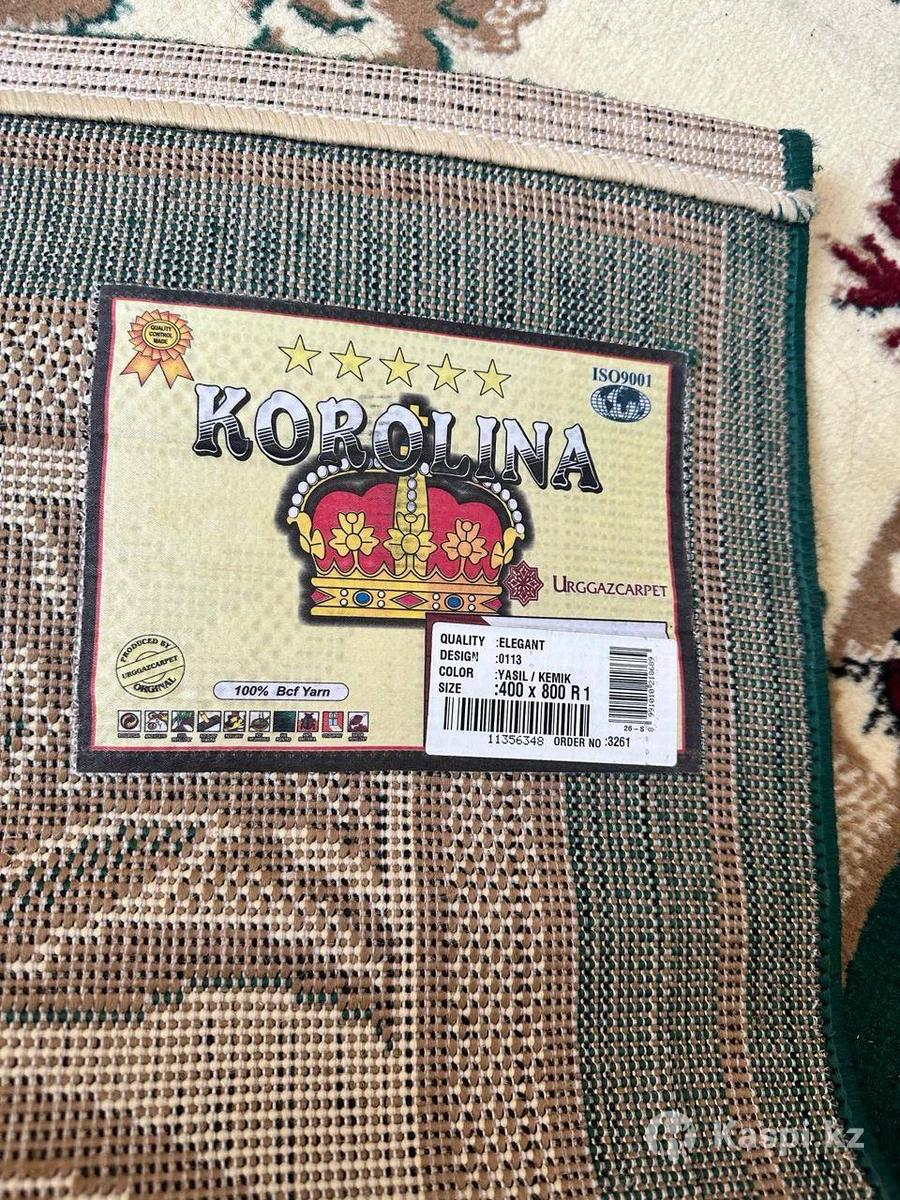 QUALITY
CONTROL
MADE
ISO9001
KOROLINA
URGGAZCARPET
PRODUCED BY
URGGAZCARPET
ORGINAL
100% Bcf Yarn
QUALITY :ELEGANT
DESIGN :0113
COLOR :YASIL / KEMIK
SIZE :400 x 800 R 1
11356348 ORDER NO :3261
Kaspi.kz